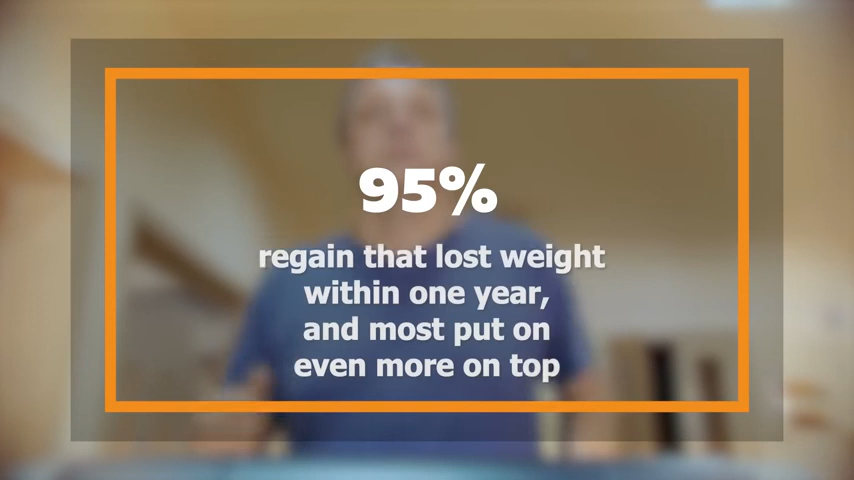 95%
regain that lost weight
within one year,
and most put on
even more on top